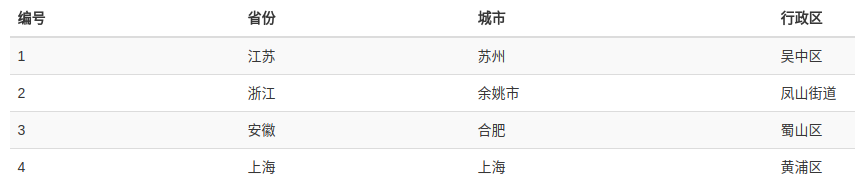 编号 省份 城市 行政区
1 江苏 苏州 吴中区
2 浙江 余姚市 凤山街道
3 安徽 合肥 蜀山区
4 上海 上海 黄浦区